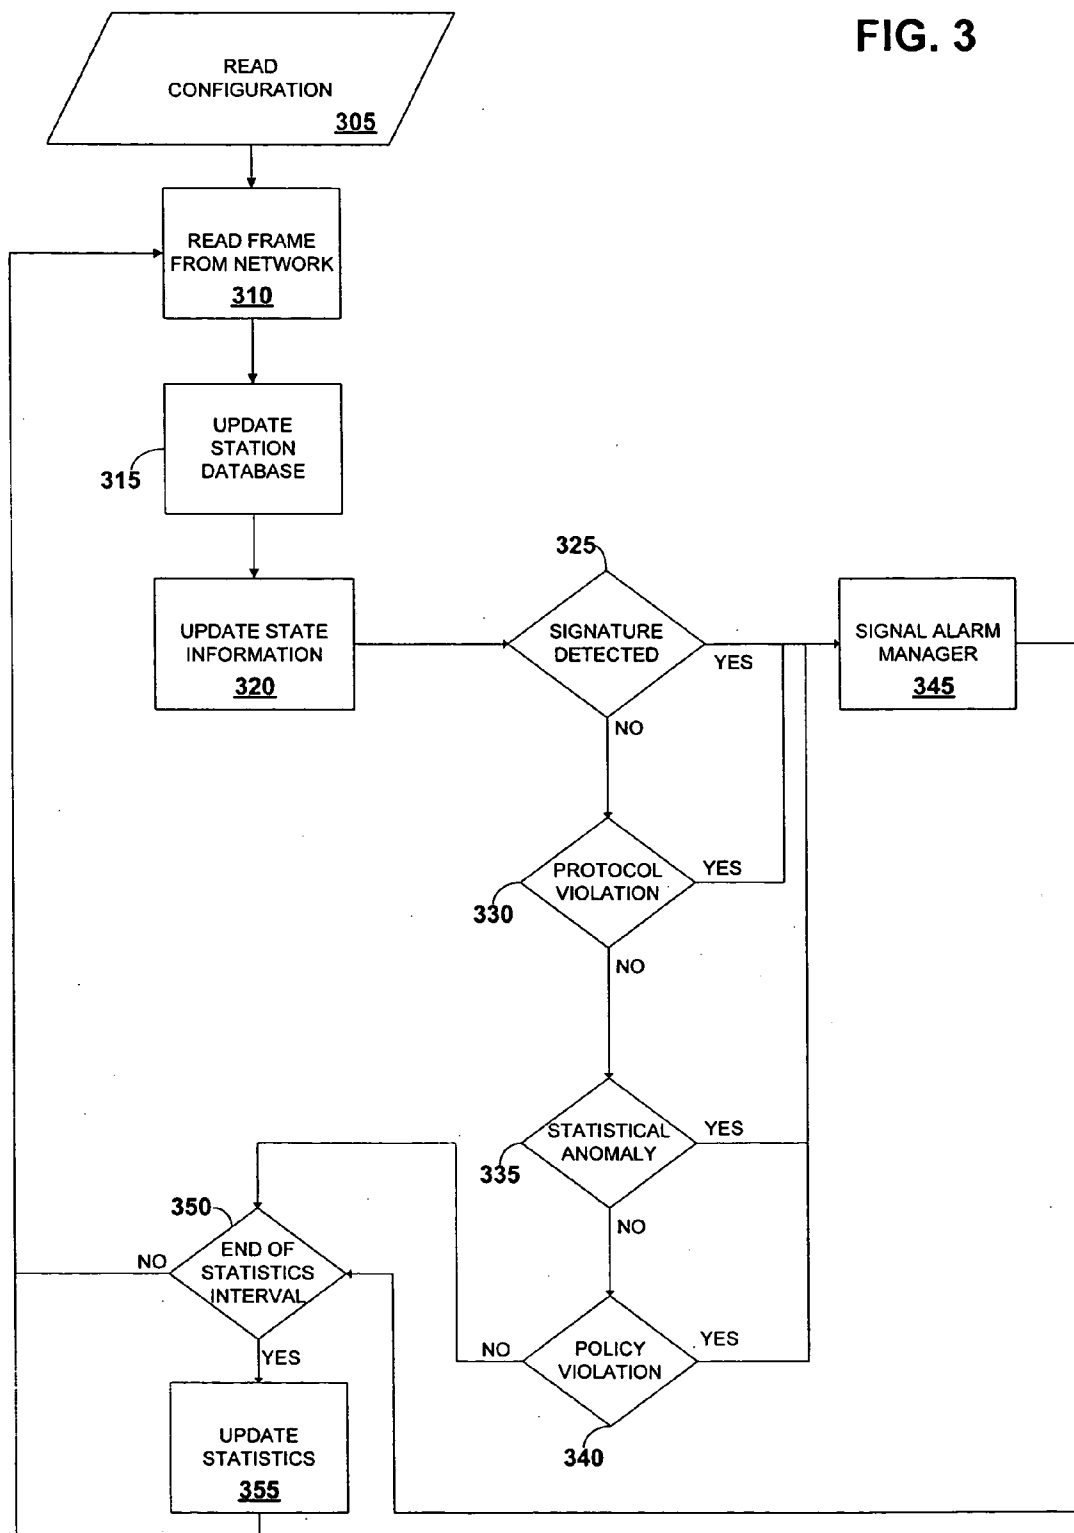 FIG. 3
READ
CONFIGURATION
305
READ FRAME
FROM NETWORK
310
UPDATE
STATION
DATABASE
315
325
UPDATE STATE
INFORMATION
320
SIGNATURE
DETECTED
YES
SIGNAL ALARM
MANAGER
345
NO
PROTOCOL
VIOLATION
YES
330
NO
STATISTICAL
ANOMALY
YES
335
NO
350
END OF
STATISTICS
INTERVAL
NO
YES
POLICY
VIOLATION
NO
YES
340
UPDATE
STATISTICS
355